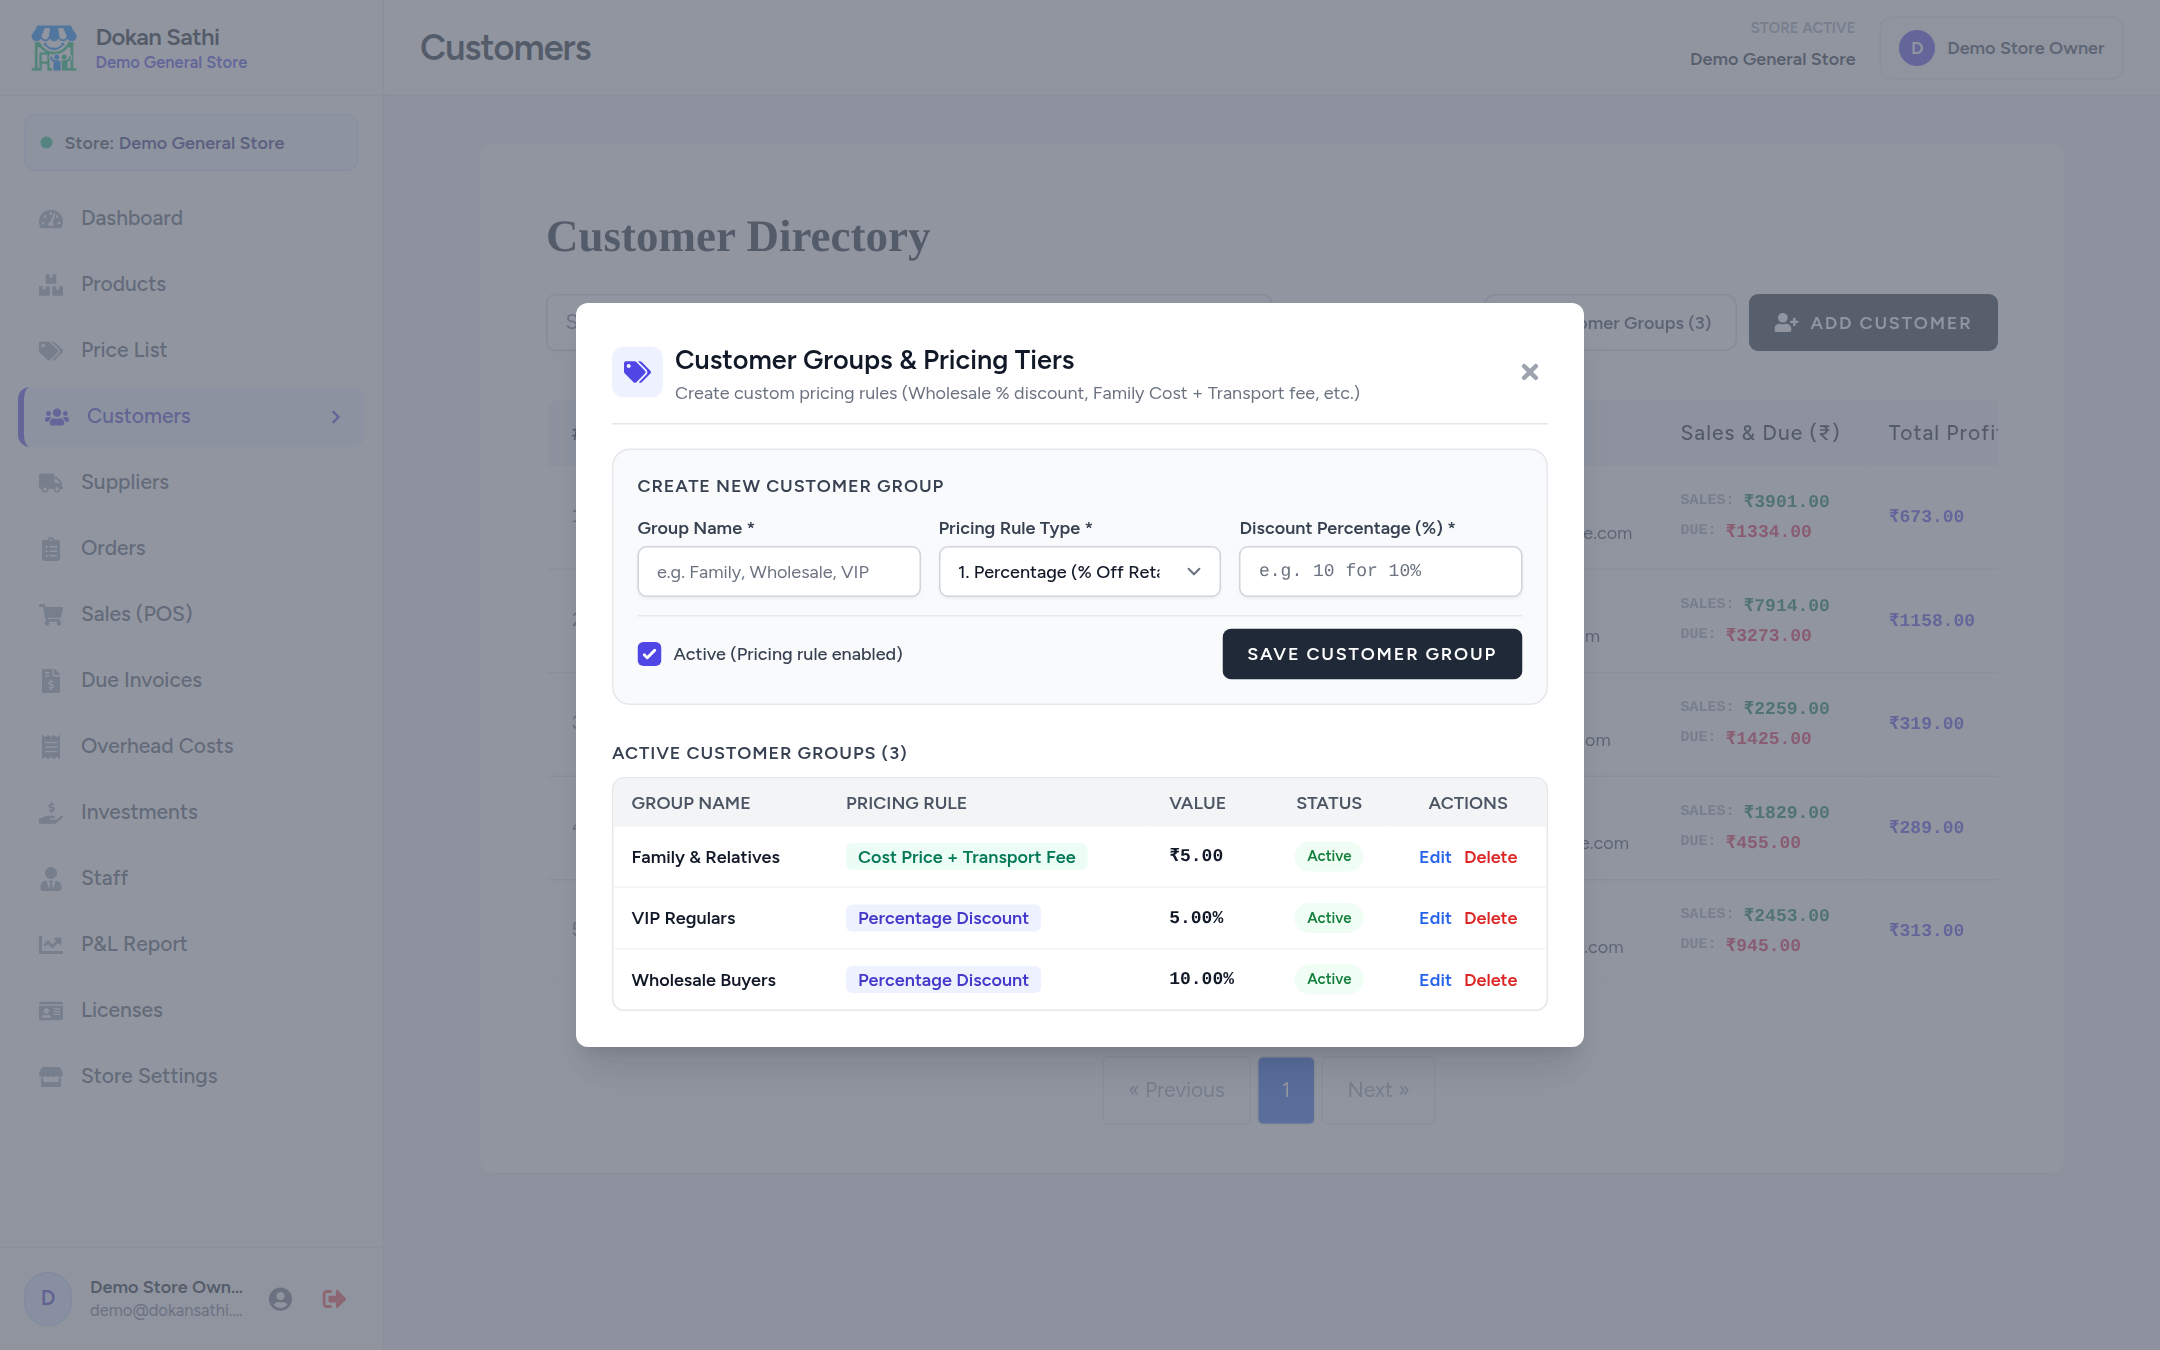 Dokan Sathi
Demo General Store
Customers
STORE ACTIVE
Demo General Store
D
Demo Store Owner
Store: Demo General Store
Dashboard
Products
Price List
Customers
Suppliers
Orders
Sales (POS)
Due Invoices
Overhead Costs
Investments
Staff
P&L Report
Licenses
Store Settings
D
Demo Store Own...
demo@dokansathi....
Customer Directory
Groups (3)
ADD CUSTOMER
Sales & Due (₹)
Total Profi
SALES: ₹3901.00
DUE: ₹1334.00
₹673.00
e.com
SALES: ₹7914.00
DUE: ₹3273.00
₹1158.00
SALES: ₹2259.00
DUE: ₹1425.00
₹319.00
SALES: ₹1829.00
DUE: ₹455.00
₹289.00
e.com
SALES: ₹2453.00
DUE: ₹945.00
₹313.00
.com
« Previous
1
Next »
Customer Groups & Pricing Tiers
Create custom pricing rules (Wholesale % discount, Family Cost + Transport fee, etc.)
CREATE NEW CUSTOMER GROUP
Group Name *
Pricing Rule Type *
Discount Percentage (%) *
e.g. Family, Wholesale, VIP
1. Percentage (% Off Reta
e.g. 10 for 10%
Active (Pricing rule enabled)
SAVE CUSTOMER GROUP
ACTIVE CUSTOMER GROUPS (3)
GROUP NAME PRICING RULE VALUE STATUS ACTIONS
Family & Relatives Cost Price + Transport Fee ₹5.00 Active Edit Delete
VIP Regulars Percentage Discount 5.00% Active Edit Delete
Wholesale Buyers Percentage Discount 10.00% Active Edit Delete